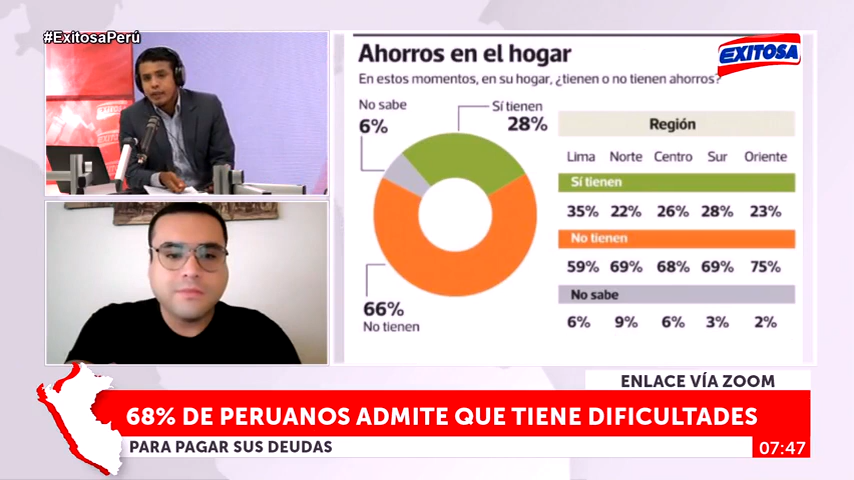 #ExitosaPerú
EXITOSA
Ahorros en el hogar
En estos momentos, en su hogar, ¿tienen o no tienen ahorros?
No sabe
6%
Sí tienen
28%
66%
No tienen
Región
Lima Norte Centro Sur Oriente
Sí tienen
35% 22% 26% 28% 23%
No tienen
59% 69% 68% 69% 75%
No sabe
6% 9% 6% 3% 2%
ENLACE VÍA ZOOM
68% DE PERUANOS ADMITE QUE TIENE DIFICULTADES
PARA PAGAR SUS DEUDAS
07:47